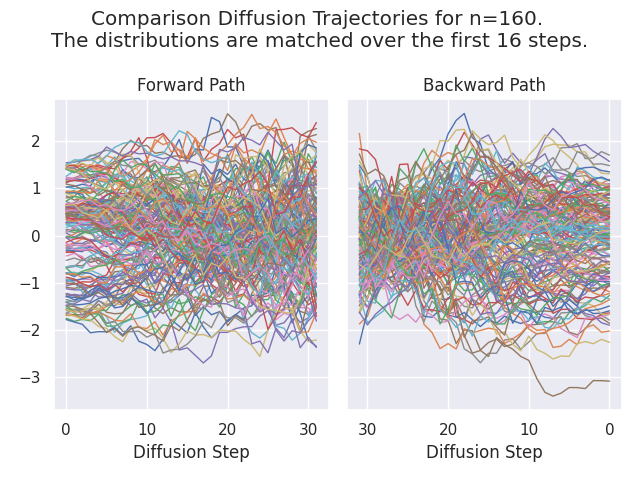 Comparison Diffusion Trajectories for n=160.
The distributions are matched over the first 16 steps.
Forward Path
Backward Path
2
1
0
−1
−2
−3
0 10 20 30
30 20 10 0
Diffusion Step
Diffusion Step